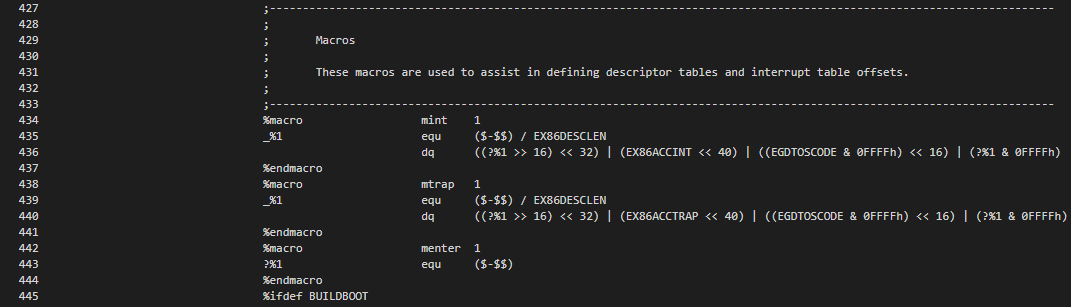 427 ;-----------------------------------------------------------------------------------------------------------------------
428 ;
429 ; Macros
430 ;
431 ; These macros are used to assist in defining descriptor tables and interrupt table offsets.
432 ;
433 ;-----------------------------------------------------------------------------------------------------------------------
434 %macro mint 1
435 _%1 equ ($-$$) / EX86DESCLEN
436 dq ((?%1 >> 16) << 32) | (EX86ACCINT << 40) | ((EGDTOSCODE & 0FFFFh) << 16) | (?%1 & 0FFFFh)
437 %endmacro
438 %macro mtrap 1
439 _%1 equ ($-$$) / EX86DESCLEN
440 dq ((?%1 >> 16) << 32) | (EX86ACCTRAP << 40) | ((EGDTOSCODE & 0FFFFh) << 16) | (?%1 & 0FFFFh)
441 %endmacro
442 %macro menter 1
443 ?%1 equ ($-$$)
444 %endmacro
445 %ifdef BUILDBOOT